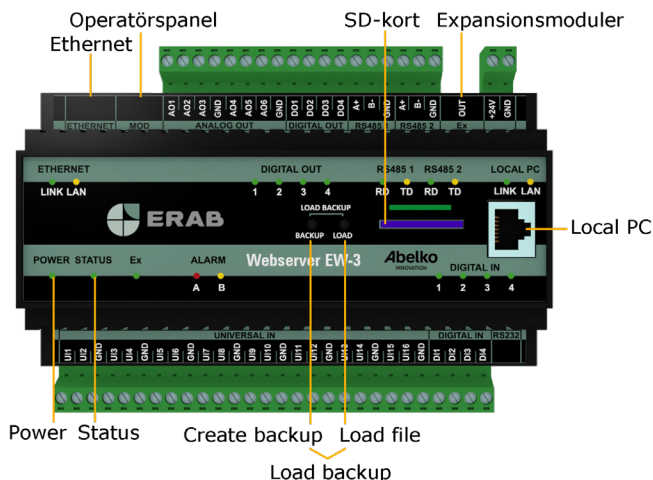 Operatörspanel
SD-kort
Expansionsmoduler
Ethernet
AO1 AO2 AO3 GND AO4 AO5 AO6 GND DO1 DO2 DO3 DO4 A+ B- GND A+ B- GND OUT +24V GND
ETHERNET MOD ANALOG OUT DIGITAL OUT RS485 1 RS485 2 Ex
ETHERNET DIGITAL OUT RS485 1 RS485 2 LOCAL PC
LINK LAN 1 2 3 4 RD TD RD TD LINK LAN
LOAD BACKUP
ERAB
BACKUP LOAD
Local PC
POWER STATUS Ex ALARM Webserver EW-3 Abelko
INNOVATION
DIGITAL IN
A B 1 2 3 4
UNIVERSAL IN DIGITAL IN RS232
UI1 UI2 GND UI3 UI4 GND UI5 UI6 GND UI7 UI8 GND UI9 UI10 GND UI11 UI12 GND UI13 UI14 GND UI15 UI16 GND DI1 DI2 DI3 DI4
Power Status Create backup Load file
Load backup